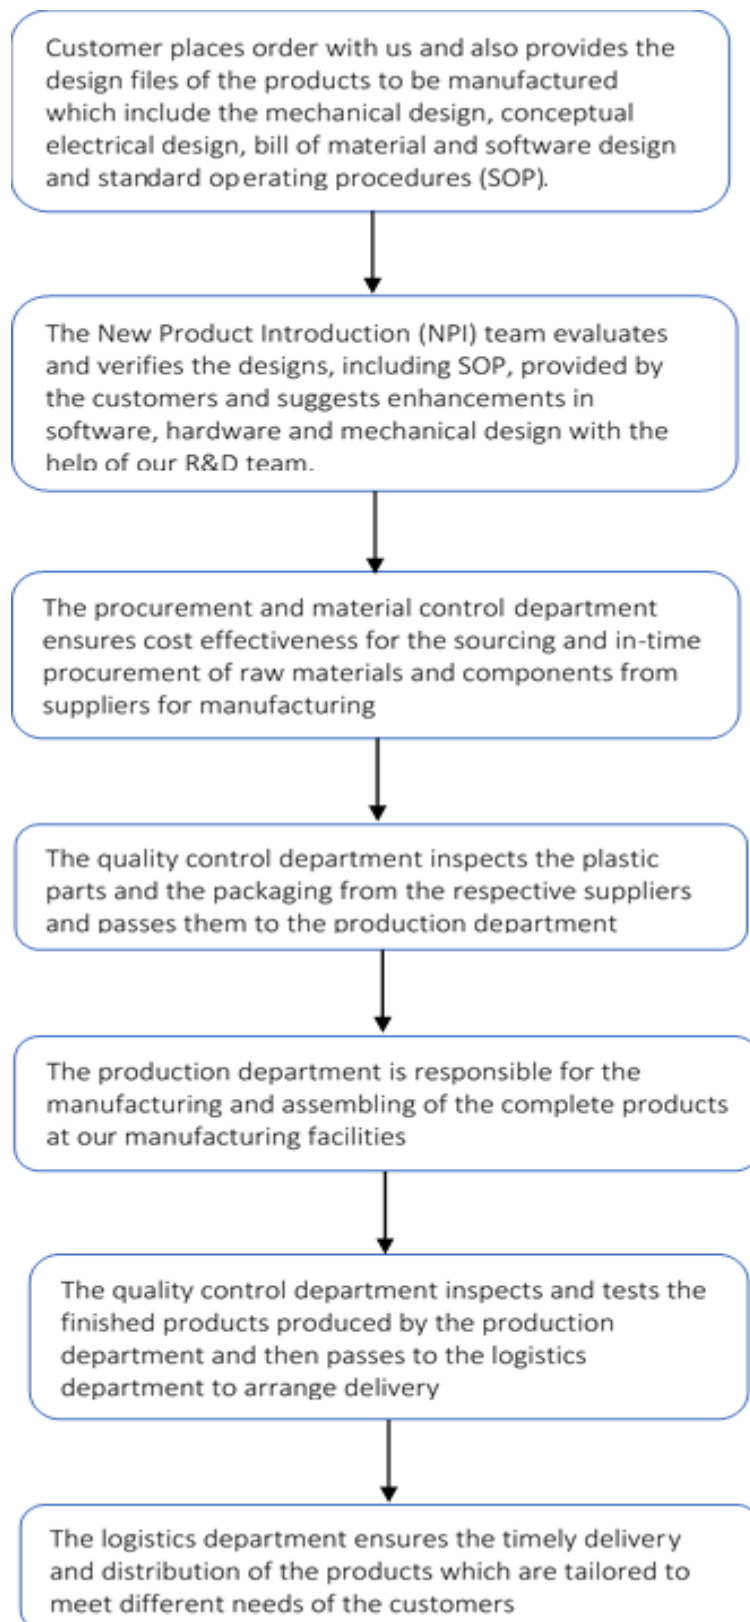 Customer places order with us and also provides the
design files of the products to be manufactured
which include the mechanical design, conceptual
electrical design, bill of material and software design
and standard operating procedures (SOP).
The New Product Introduction (NPI) team evaluates
and verifies the designs, including SOP, provided by
the customers and suggests enhancements in
software, hardware and mechanical design with the
help of our R&D team.
The procurement and material control department
ensures cost effectiveness for the sourcing and in-time
procurement of raw materials and components from
suppliers for manufacturing
The quality control department inspects the plastic
parts and the packaging from the respective suppliers
and passes them to the production department
The production department is responsible for the
manufacturing and assembling of the complete products
at our manufacturing facilities
The quality control department inspects and tests the
finished products produced by the production
department and then passes to the logistics
department to arrange delivery
The logistics department ensures the timely delivery
and distribution of the products which are tailored to
meet different needs of the customers